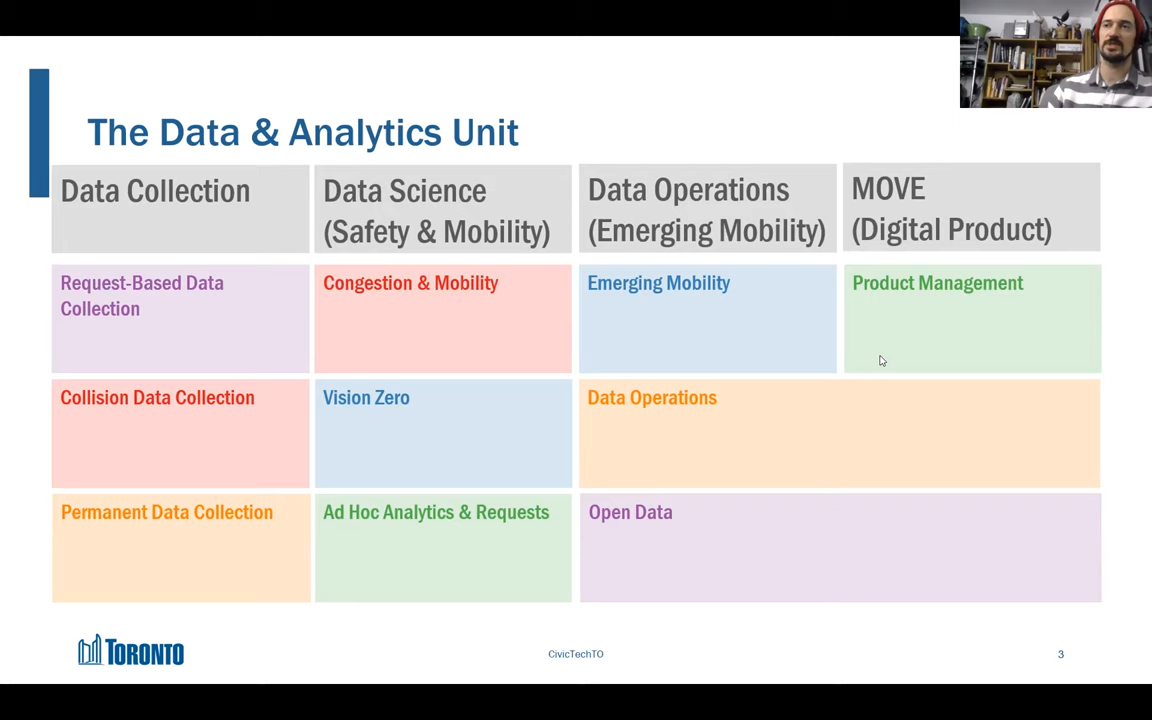 The Data & Analytics Unit
Data Collection
Data Science
(Safety & Mobility)
Data Operations
(Emerging Mobility)
MOVE
(Digital Product)
Request-Based Data
Collection
Congestion & Mobility
Emerging Mobility
Product Management
Collision Data Collection
Vision Zero
Data Operations
Permanent Data Collection
Ad Hoc Analytics & Requests
Open Data
TORONTO
CivicTechTO
3